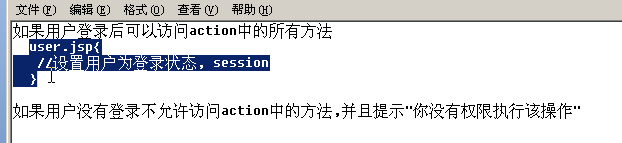 文件(F) 编辑(E) 格式(O) 查看(V) 帮助(H)
如果用户登录后可以访问action中的所有方法
user.jsp{
//设置用户为登录状态，session
}
如果用户没有登录不允许访问action中的方法,并且提示"你没有权限执行该操作"